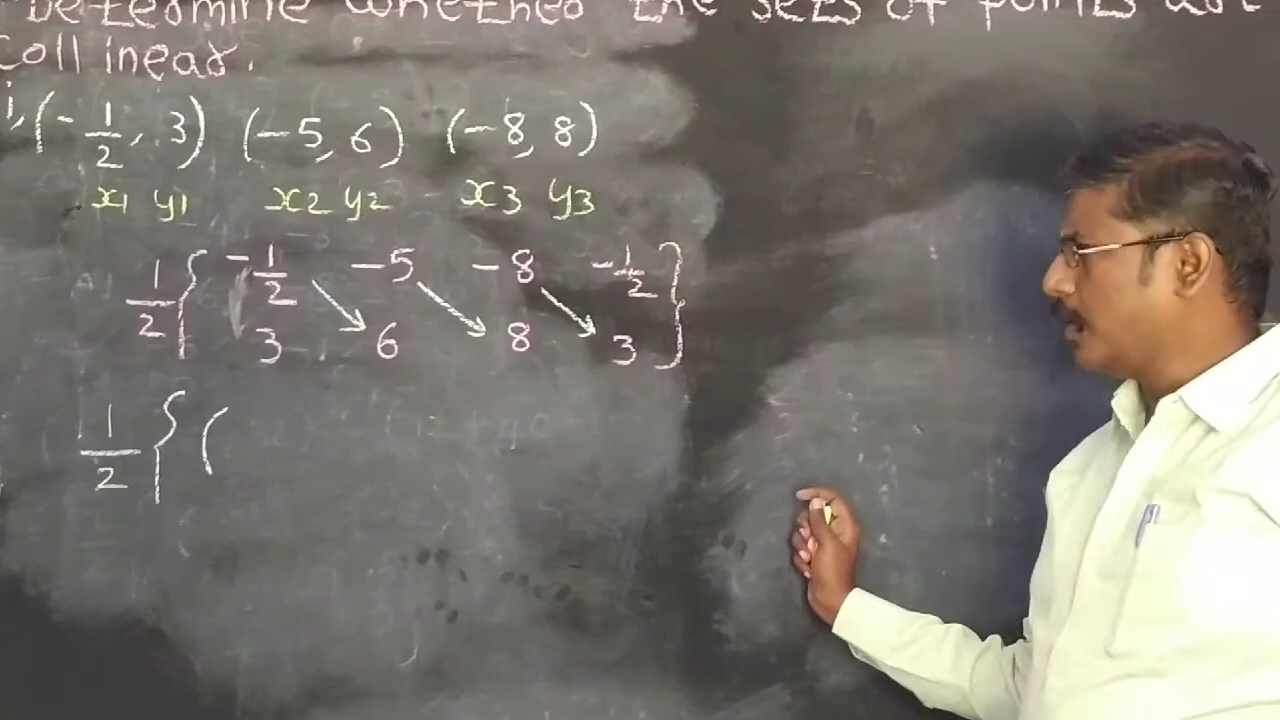 Determine whether the sets of points are
collinear.
i, (-1/2, 3) (-5, 6) (-8, 8)
x1 y1 x2 y2 x3 y3
1/2 { -1/2 -5 -8 -1/2 }
3 6 8 3
1/2 { (